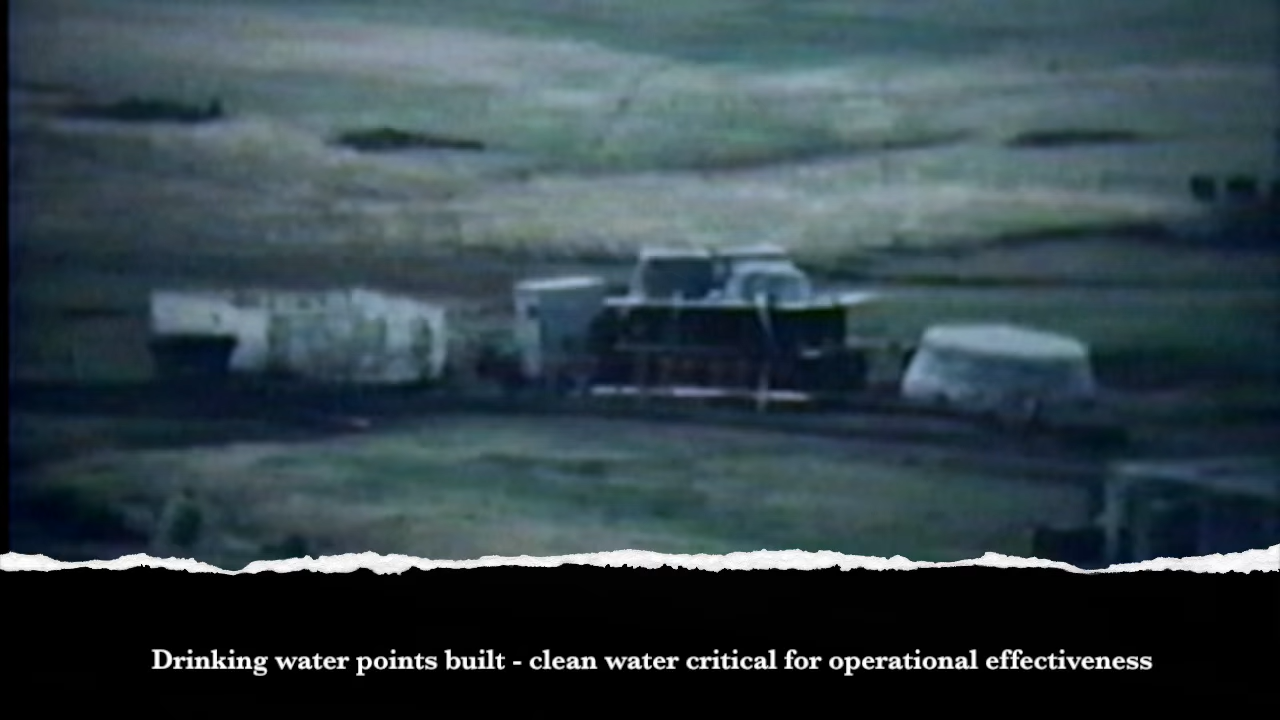 Drinking water points built - clean water critical for operational effectiveness